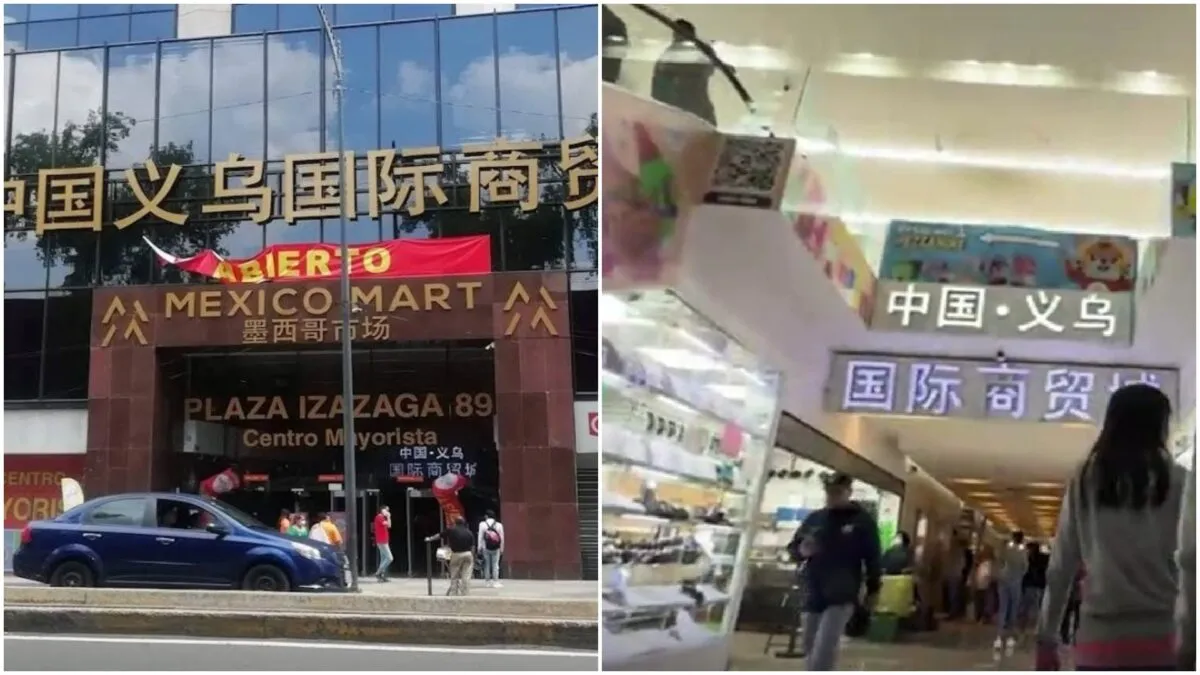 中国义乌国际商贸
ABIERTO
MEXICO MART
墨西哥市场
PLAZA IZAZAGA 89
Centro Mayorista
中国·义乌
国际商贸城
CENTRO
中国·义乌
国际商贸城